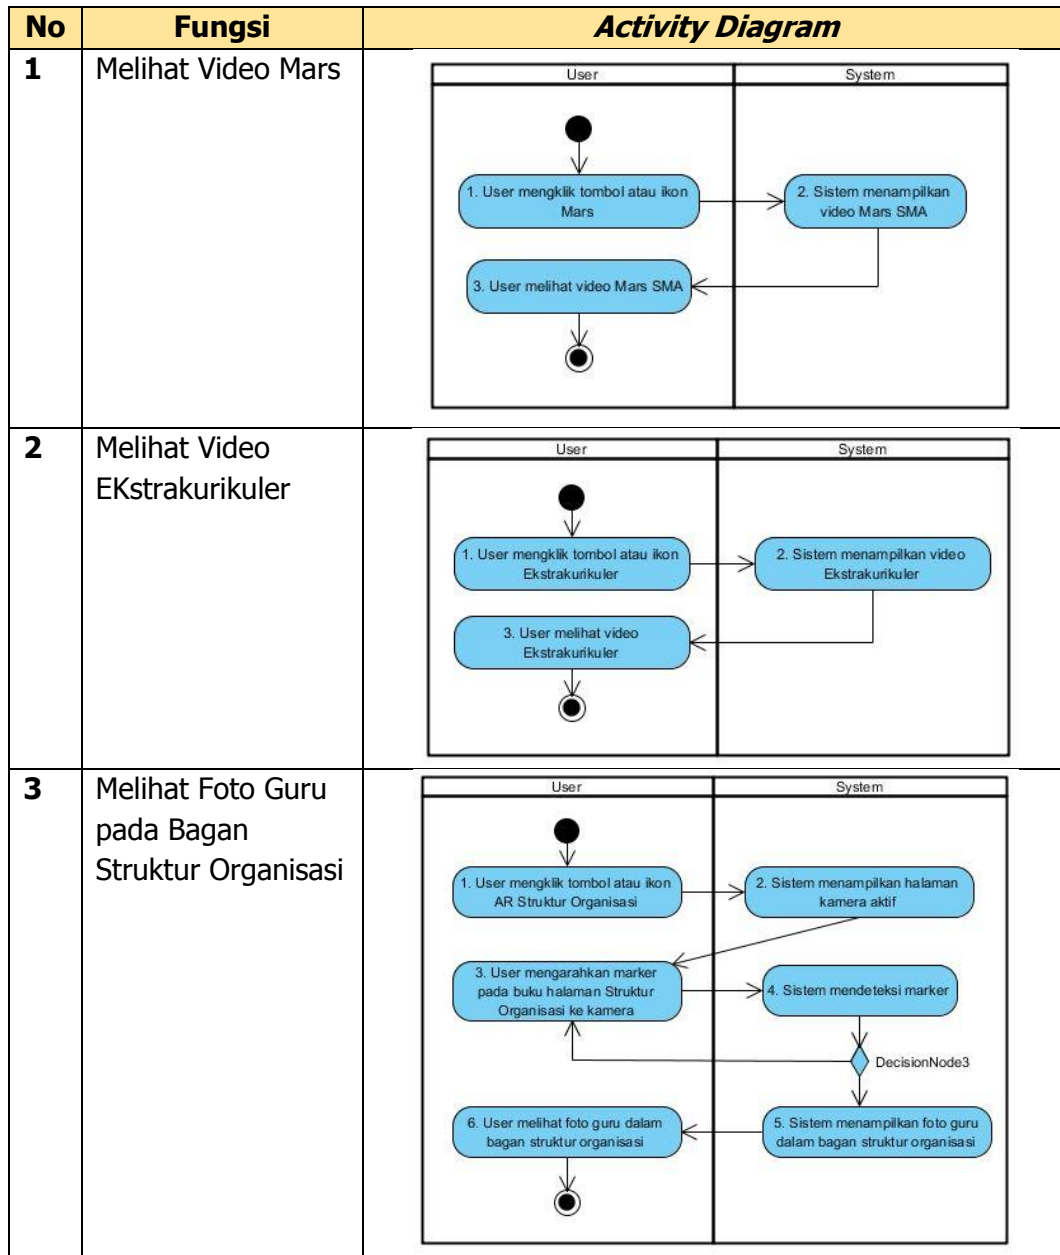 No Fungsi Activity Diagram
1 Melihat Video Mars
User System
1. User mengklik tombol atau ikon
Mars
2. Sistem menampilkan
video Mars SMA
3. User melihat video Mars SMA
2 Melihat Video
EKstrakurikuler
User System
1. User mengklik tombol atau ikon
Ekstrakurikuler
2. Sistem menampilkan video
Ekstrakurikuler
3. User melihat video
Ekstrakurikuler
3 Melihat Foto Guru
pada Bagan
Struktur Organisasi
User System
1. User mengklik tombol atau ikon
AR Struktur Organisasi
2. Sistem menampilkan halaman
kamera aktif
3. User mengarahkan marker
pada buku halaman Struktur
Organisasi ke kamera
4. Sistem mendeteksi marker
DecisionNode3
5. Sistem menampilkan foto guru
dalam bagan struktur organisasi
6. User melihat foto guru dalam
bagan struktur organisasi